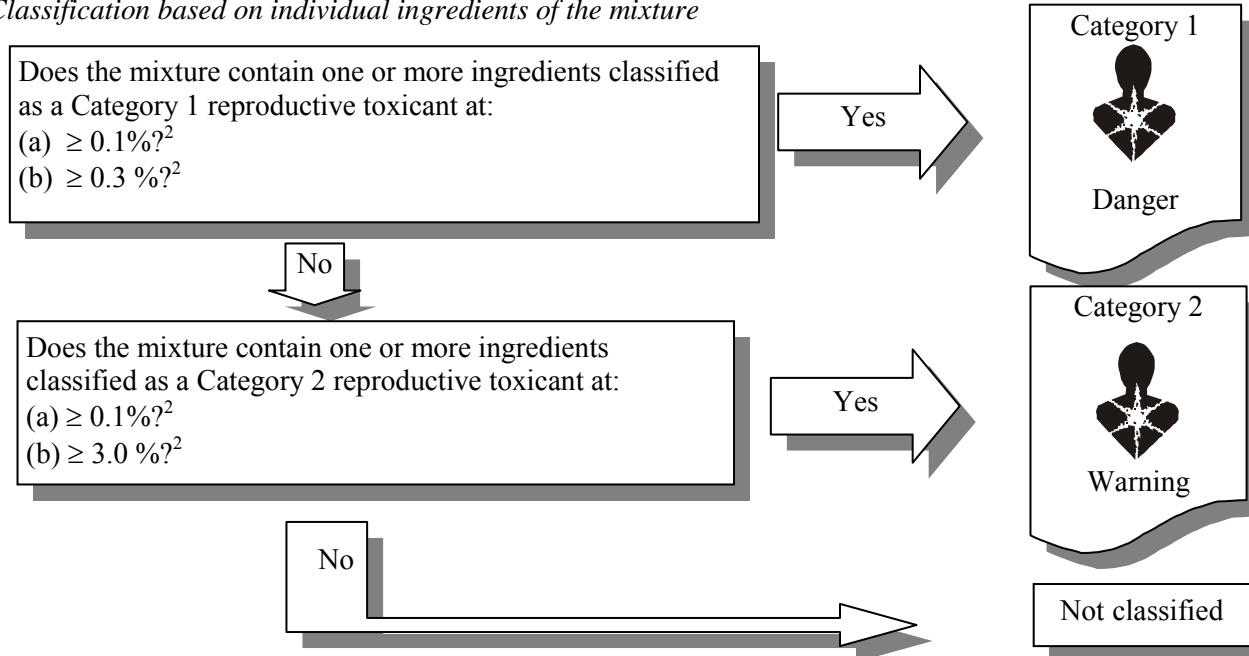 Classification based on individual ingredients of the mixture
Does the mixture contain one or more ingredients classified
as a Category 1 reproductive toxicant at:
(a) ≥ 0.1%?²
(b) ≥ 0.3 %?²
Yes
Category 1
Danger
No
Does the mixture contain one or more ingredients
classified as a Category 2 reproductive toxicant at:
(a) ≥ 0.1%?²
(b) ≥ 3.0 %?²
Yes
Category 2
Warning
No
Not classified